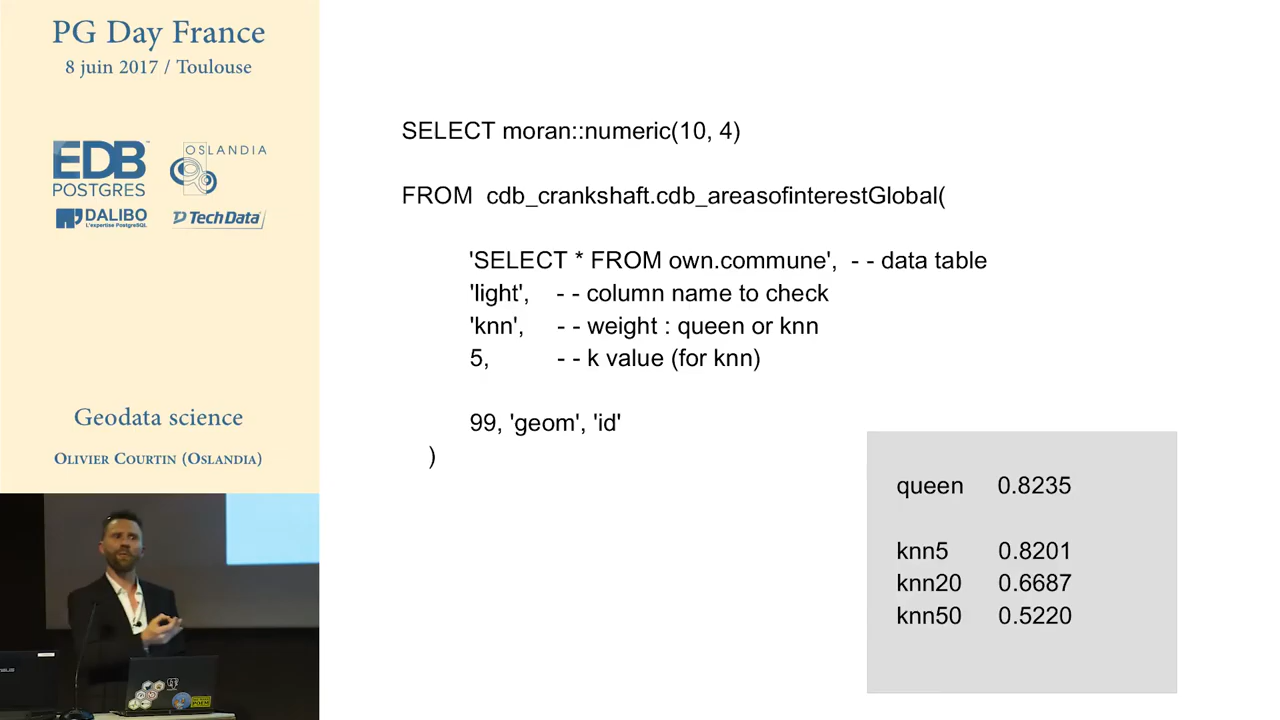 PG Day France
8 juin 2017 / Toulouse
EDB
POSTGRES
OSLANDIA
DALIBO
L'expertise PostgreSQL
TechData
Geodata science
Olivier Courtin (Oslandia)
SELECT moran::numeric(10, 4)
FROM cdb_crankshaft.cdb_areasofinterestGlobal(
'SELECT * FROM own.commune', - - data table
'light', - - column name to check
'knn', - - weight : queen or knn
5, - - k value (for knn)
99, 'geom', 'id'
)
queen 0.8235
knn5 0.8201
knn20 0.6687
knn50 0.5220